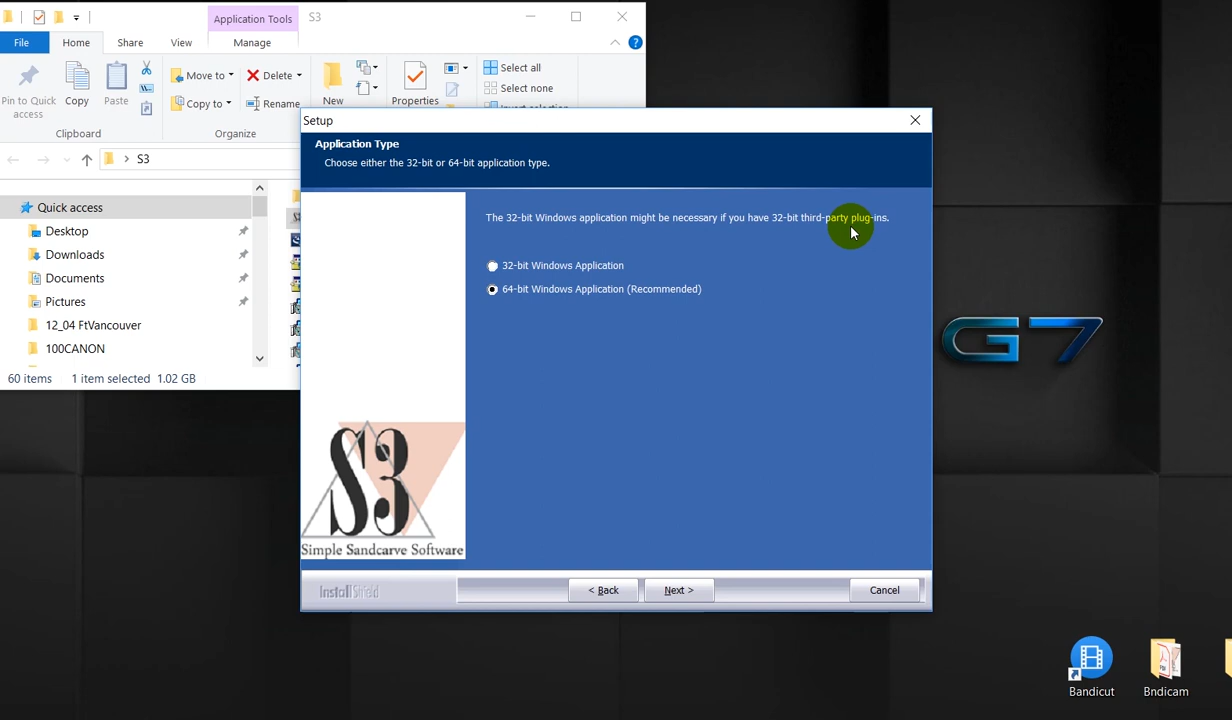 Application Tools
S3
File
Home
Share
View
Manage
Pin to Quick access
Copy
Paste
Move to
Copy to
Delete
Rename
New
Properties
Select all
Select none
Invert selection
Clipboard
Organize
S3
Quick access
Desktop
Downloads
Documents
Pictures
12_04 FtVancouver
100CANON
60 items
1 item selected 1.02 GB
Setup
Application Type
Choose either the 32-bit or 64-bit application type.
The 32-bit Windows application might be necessary if you have 32-bit third-party plug-ins.
32-bit Windows Application
64-bit Windows Application (Recommended)
S3
Simple Sandcarve Software
InstallShield
< Back
Next >
Cancel
G7
Bandicut
Bndicam